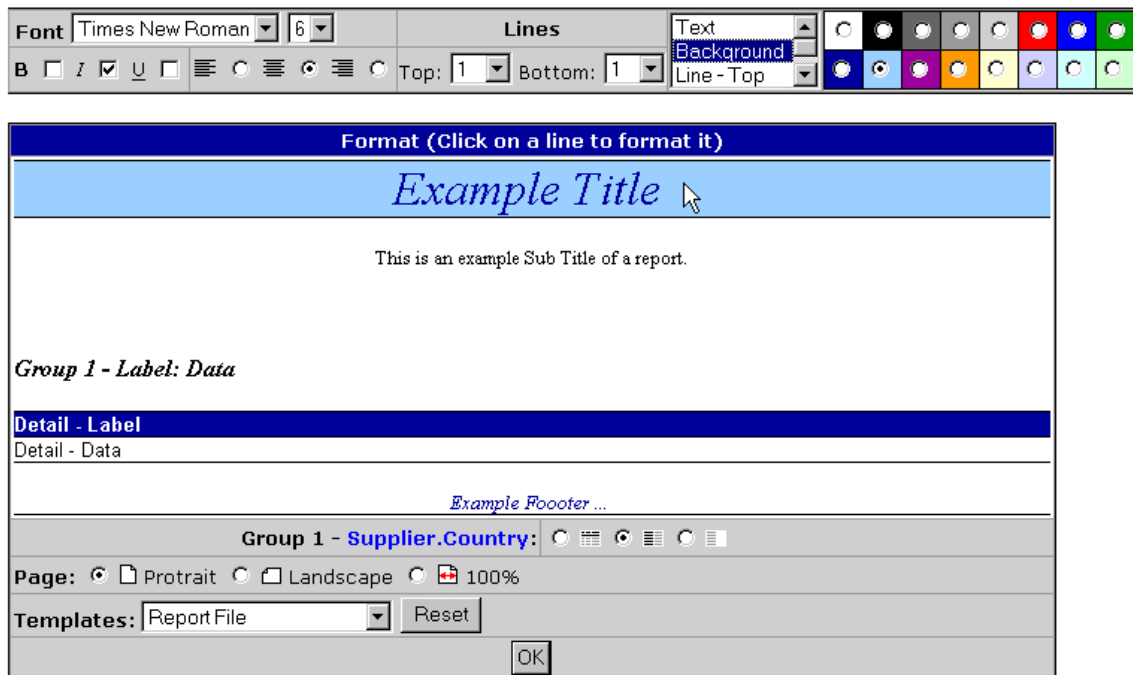 Font Times New Roman 6 Lines Text
Background
B I U Top: 1 Bottom: 1 Line - Top
Format (Click on a line to format it)
Example Title
This is an example Sub Title of a report.
Group 1 - Label: Data
Detail - Label
Detail - Data
Example Foooter ...
Group 1 - Supplier.Country:
Page: Protrait Landscape 100%
Templates: Report File Reset
OK